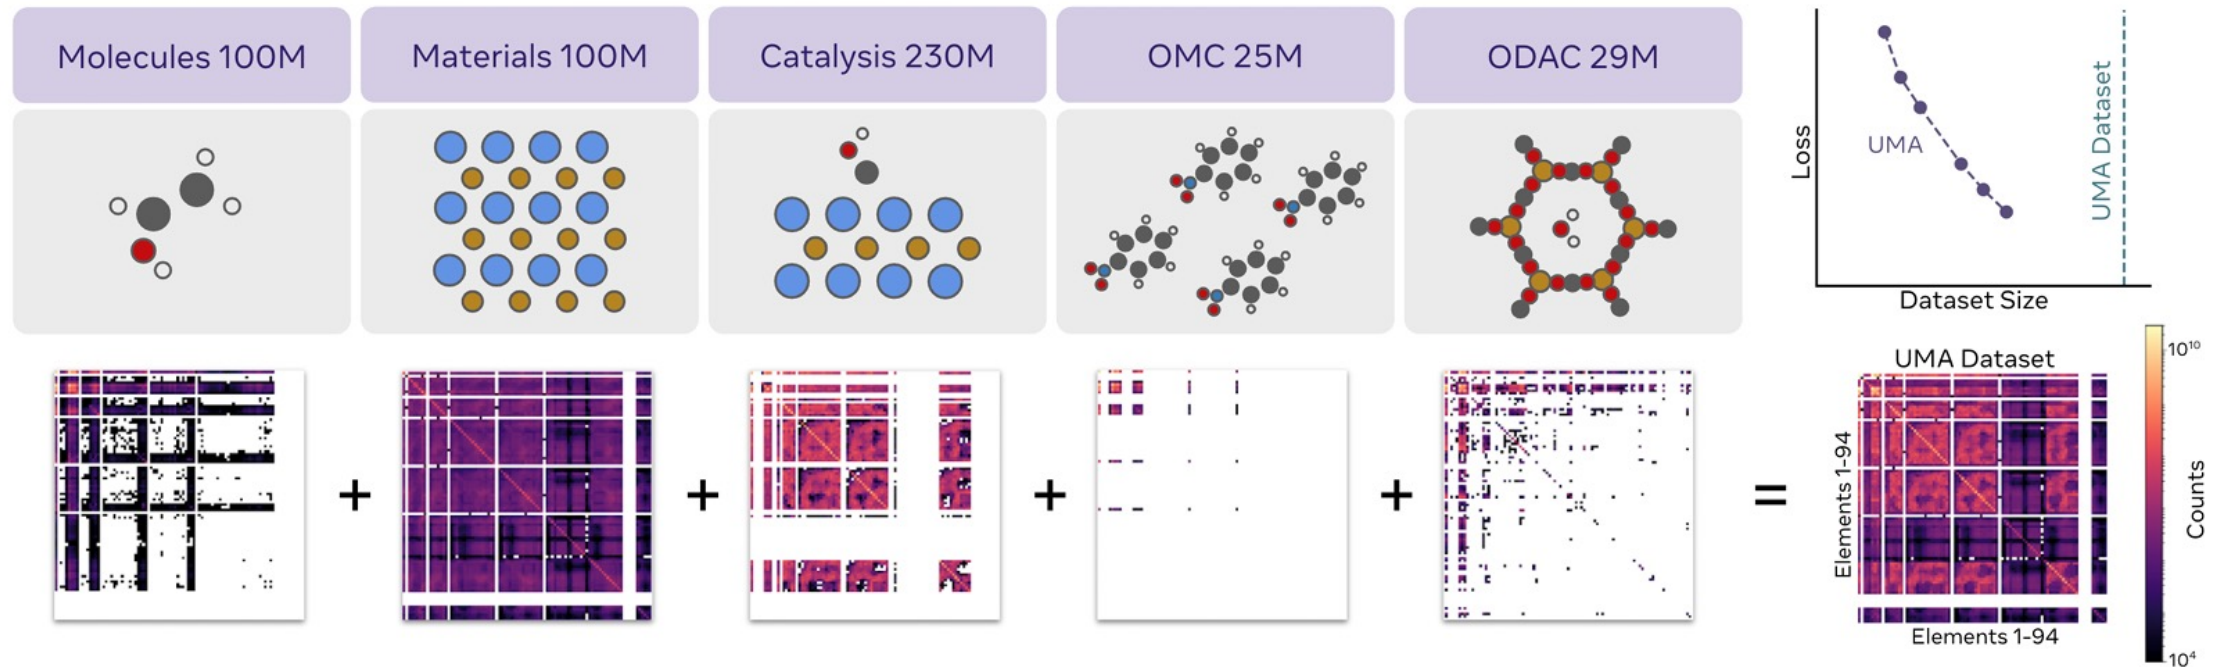 Molecules 100M
Materials 100M
Catalysis 230M
OMC 25M
ODAC 29M
Loss
UMA
UMA Dataset
Dataset Size
+
+
+
+
=
UMA Dataset
Elements 1-94
Elements 1-94
10¹⁰
Counts
10⁴